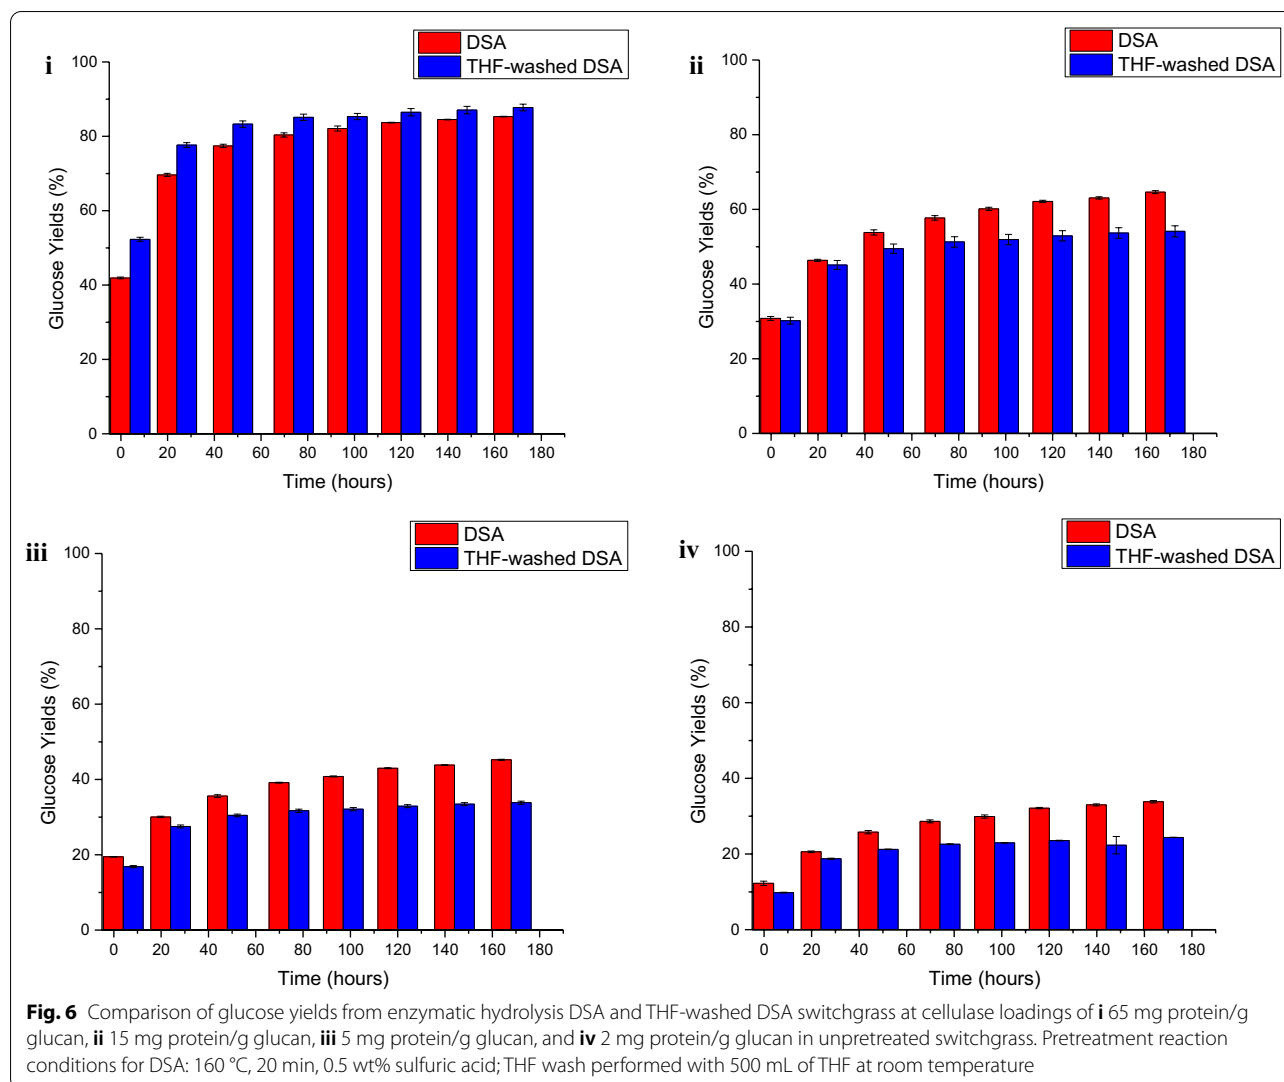 i
DSA
THF-washed DSA
100
80
60
40
20
0
Glucose Yields (%)
0 20 40 60 80 100 120 140 160 180
Time (hours)
ii
DSA
THF-washed DSA
100
80
60
40
20
0
Glucose Yields (%)
0 20 40 60 80 100 120 140 160 180
Time (hours)
iii
DSA
THF-washed DSA
100
80
60
40
20
0
Glucose Yields (%)
0 20 40 60 80 100 120 140 160 180
Time (hours)
iv
DSA
THF-washed DSA
100
80
60
40
20
0
Glucose Yields (%)
0 20 40 60 80 100 120 140 160 180
Time (hours)
Fig. 6 Comparison of glucose yields from enzymatic hydrolysis DSA and THF-washed DSA switchgrass at cellulase loadings of i 65 mg protein/g
glucan, ii 15 mg protein/g glucan, iii 5 mg protein/g glucan, and iv 2 mg protein/g glucan in unpretreated switchgrass. Pretreatment reaction
conditions for DSA: 160 °C, 20 min, 0.5 wt% sulfuric acid; THF wash performed with 500 mL of THF at room temperature